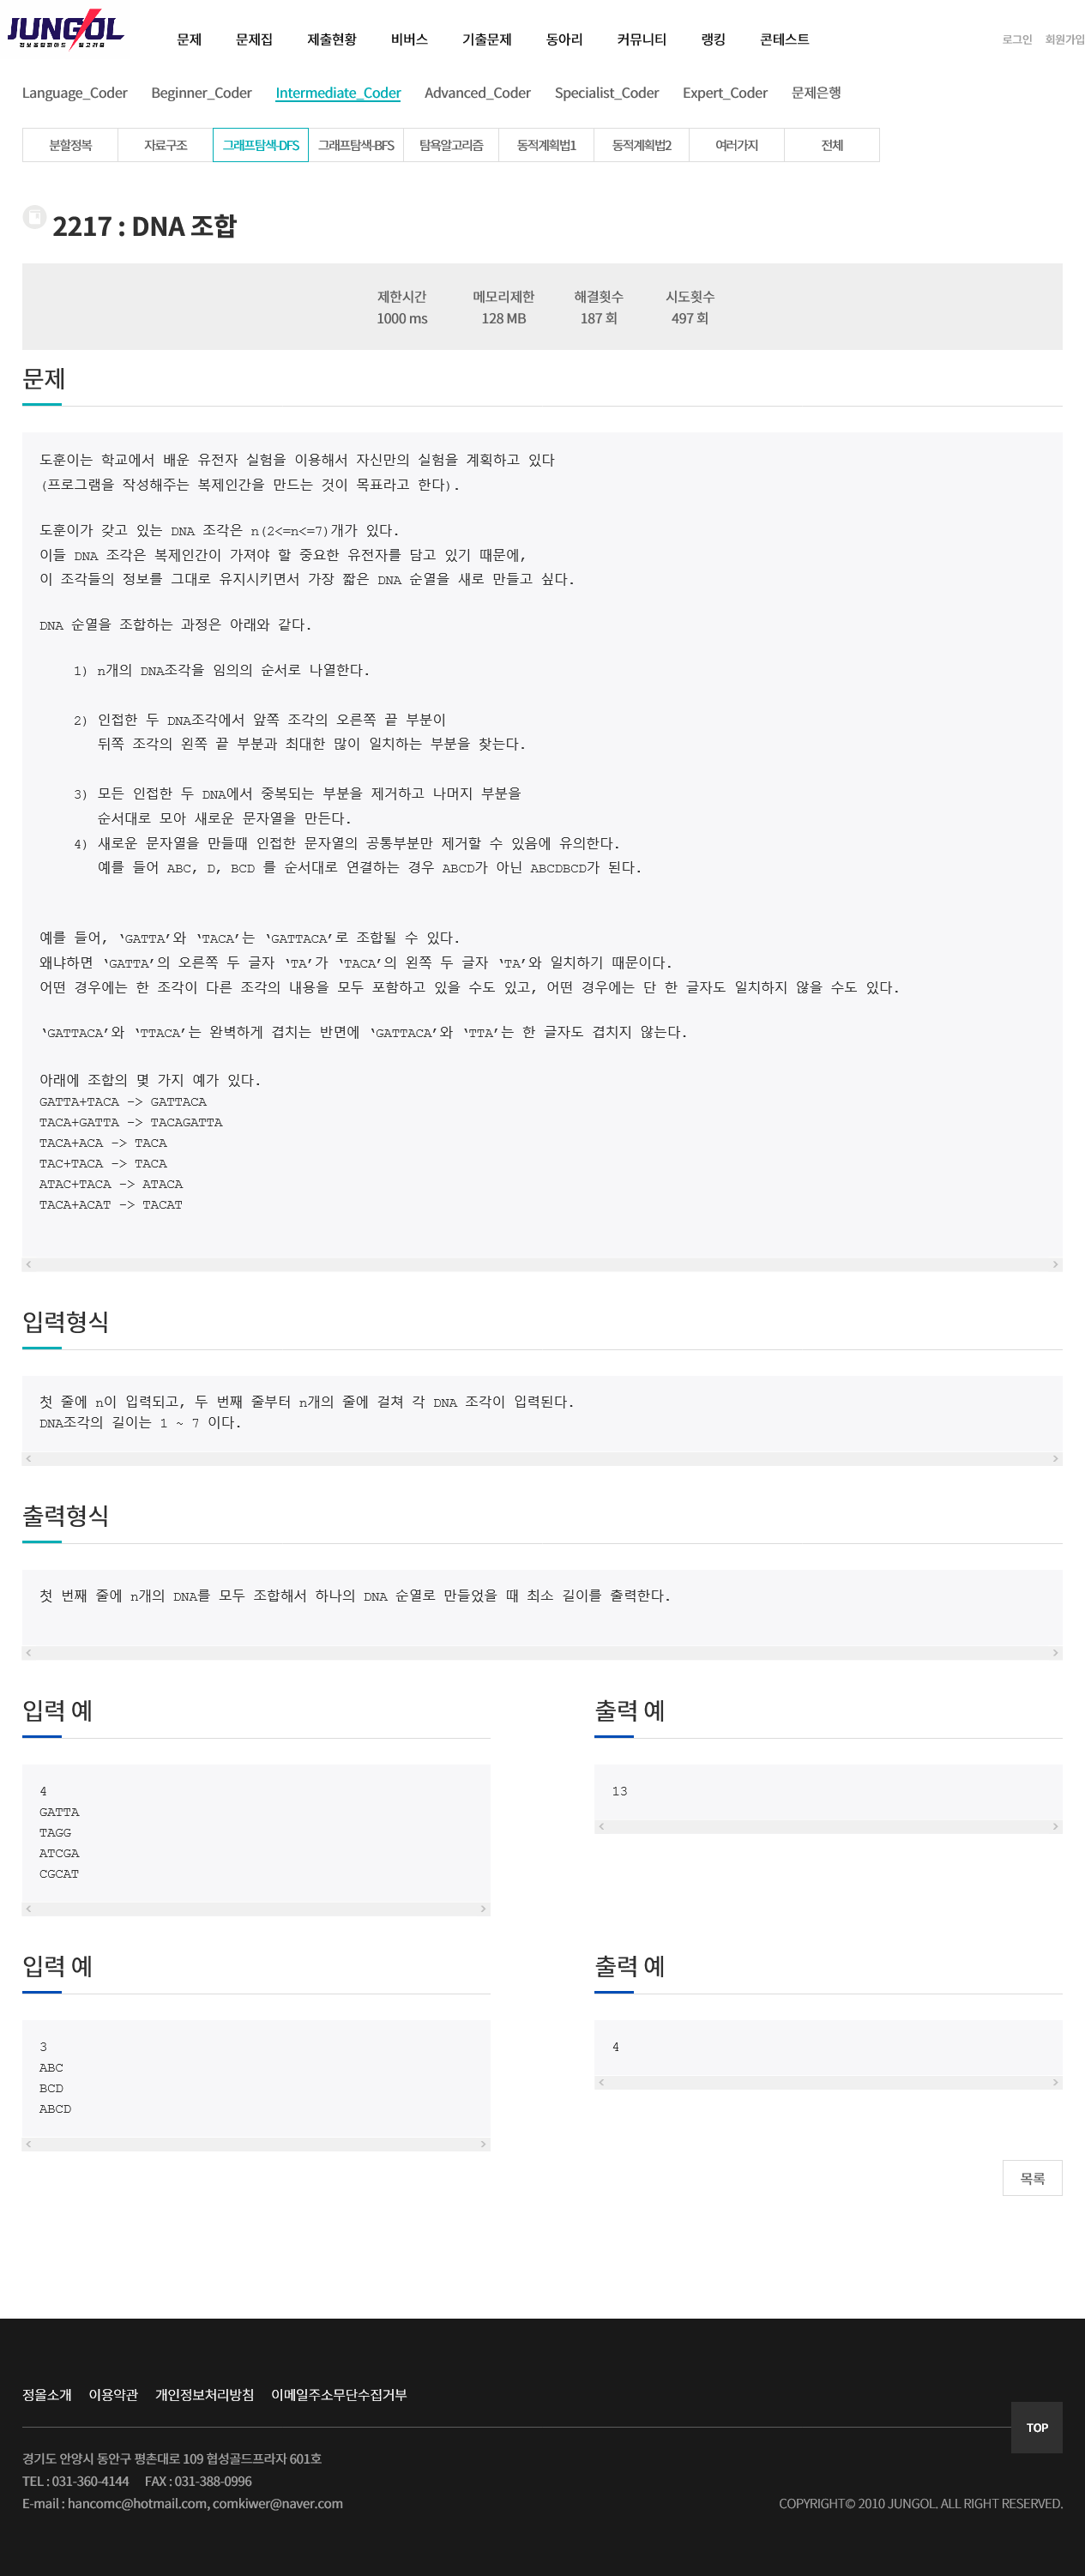 JUNGOL
정보올림피아드 알고리즘
문제 문제집 제출현황 비버스 기출문제 동아리 커뮤니티 랭킹 콘테스트 로그인 회원가입
Language_Coder Beginner_Coder Intermediate_Coder Advanced_Coder Specialist_Coder Expert_Coder 문제은행
분할정복 자료구조 그래프탐색-DFS 그래프탐색-BFS 탐욕알고리즘 동적계획법1 동적계획법2 여러가지 전체
2217 : DNA 조합
제한시간 메모리제한 해결횟수 시도횟수
1000 ms 128 MB 187 회 497 회
문제
도훈이는 학교에서 배운 유전자 실험을 이용해서 자신만의 실험을 계획하고 있다
(프로그램을 작성해주는 복제인간을 만드는 것이 목표라고 한다).
도훈이가 갖고 있는 DNA 조각은 n(2<=n<=7)개가 있다.
이들 DNA 조각은 복제인간이 가져야 할 중요한 유전자를 담고 있기 때문에,
이 조각들의 정보를 그대로 유지시키면서 가장 짧은 DNA 순열을 새로 만들고 싶다.
DNA 순열을 조합하는 과정은 아래와 같다.
1) n개의 DNA조각을 임의의 순서로 나열한다.
2) 인접한 두 DNA조각에서 앞쪽 조각의 오른쪽 끝 부분이
뒤쪽 조각의 왼쪽 끝 부분과 최대한 많이 일치하는 부분을 찾는다.
3) 모든 인접한 두 DNA에서 중복되는 부분을 제거하고 나머지 부분을
순서대로 모아 새로운 문자열을 만든다.
4) 새로운 문자열을 만들때 인접한 문자열의 공통부분만 제거할 수 있음에 유의한다.
예를 들어 ABC, D, BCD 를 순서대로 연결하는 경우 ABCD가 아닌 ABCDBCD가 된다.
예를 들어, ‘GATTA’와 ‘TACA’는 ‘GATTACA’로 조합될 수 있다.
왜냐하면 ‘GATTA’의 오른쪽 두 글자 ‘TA’가 ‘TACA’의 왼쪽 두 글자 ‘TA’와 일치하기 때문이다.
어떤 경우에는 한 조각이 다른 조각의 내용을 모두 포함하고 있을 수도 있고, 어떤 경우에는 단 한 글자도 일치하지 않을 수도 있다.
‘GATTACA’와 ‘TTACA’는 완벽하게 겹치는 반면에 ‘GATTACA’와 ‘TTA’는 한 글자도 겹치지 않는다.
아래에 조합의 몇 가지 예가 있다.
GATTA+TACA -> GATTACA
TACA+GATTA -> TACAGATTA
TACA+ACA -> TACA
TAC+TACA -> TACA
ATAC+TACA -> ATACA
TACA+ACAT -> TACAT
입력형식
첫 줄에 n이 입력되고, 두 번째 줄부터 n개의 줄에 걸쳐 각 DNA 조각이 입력된다.
DNA조각의 길이는 1 ~ 7 이다.
출력형식
첫 번째 줄에 n개의 DNA를 모두 조합해서 하나의 DNA 순열로 만들었을 때 최소 길이를 출력한다.
입력 예
4
GATTA
TAGG
ATCGA
CGCAT
출력 예
13
입력 예
3
ABC
BCD
ABCD
출력 예
4
목록
정올소개 이용약관 개인정보처리방침 이메일주소무단수집거부
TOP
경기도 안양시 동안구 평촌대로 109 협성골드프라자 601호
TEL : 031-360-4144 FAX : 031-388-0996
E-mail : hancomc@hotmail.com, comkiwer@naver.com
COPYRIGHT© 2010 JUNGOL. ALL RIGHT RESERVED.